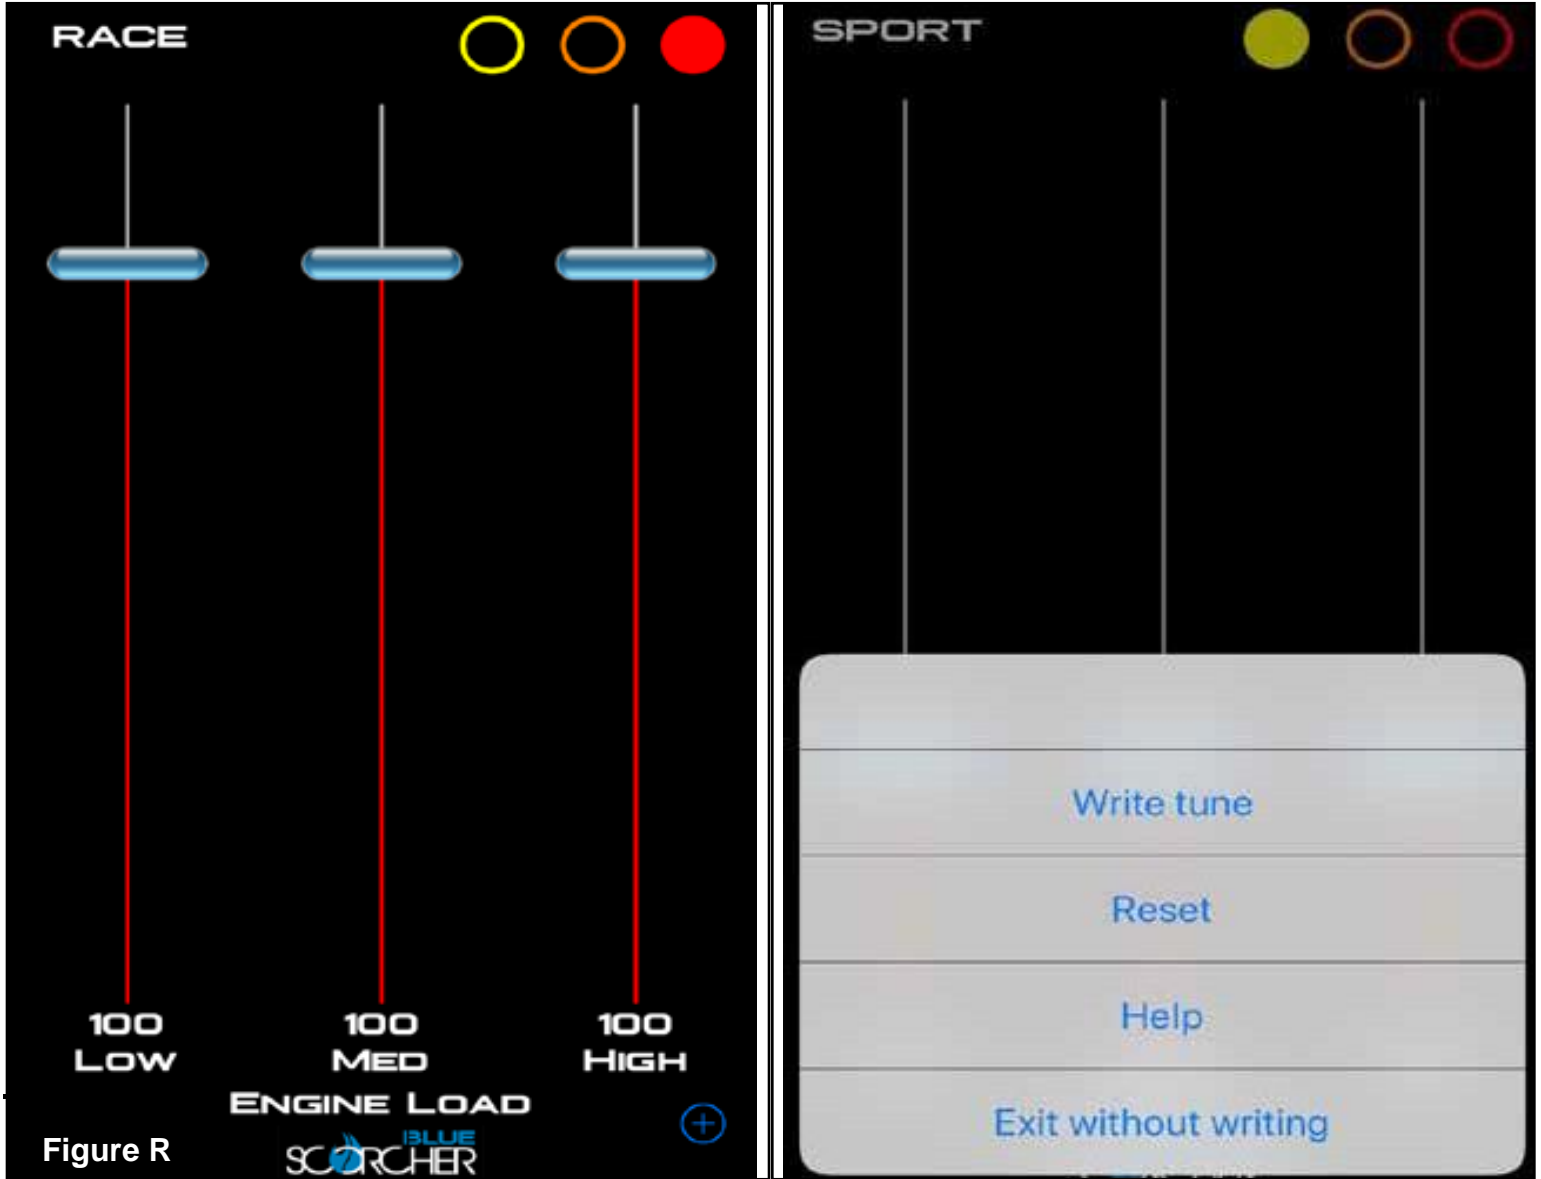 RACE
100 100 100
LOW MED HIGH
ENGINE LOAD
BLUE
SCORCHER
Figure R
SPORT
Write tune
Reset
Help
Exit without writing